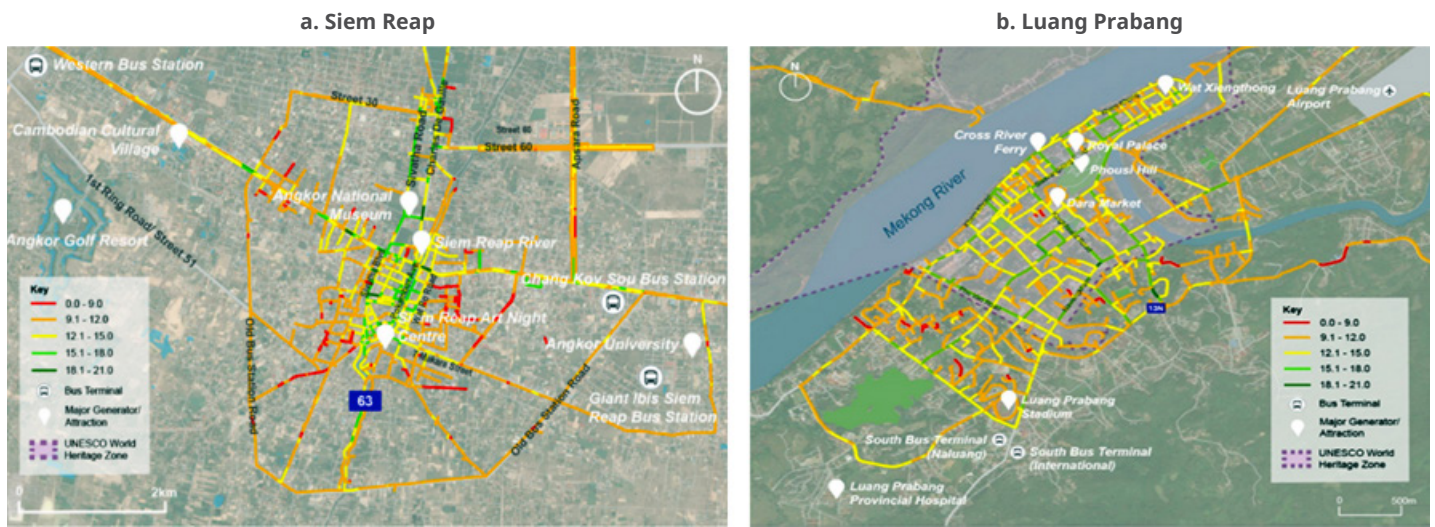 a. Siem Reap
Western Bus Station
N
Street 30
Cambodian Cultural
Village
Sivatha Road
Charles De Gaulle
Street 60
Street 60
Apsara Road
1st Ring Road/ Street 51
Angkor National
Museum
Angkor Golf Resort
Siem Reap River
Chang Kov Sou Bus Station
Siem Reap Art Night
Centre
Angkor University
Giant Ibis Siem
Reap Bus Station
Old Bus Station Road
Old Bus Station Road
63
Key
0.0 - 9.0
9.1 - 12.0
12.1 - 15.0
15.1 - 18.0
18.1 - 21.0
Bus Terminal
Major Generator/
Attraction
UNESCO World
Heritage Zone
0
2km
b. Luang Prabang
N
Wat Xiengthong
Luang Prabang
Airport
Cross River
Ferry
Royal Palace
Phousi Hill
Mekong River
Dara Market
13N
Luang Prabang
Stadium
South Bus Terminal
(Naluang)
South Bus Terminal
(International)
Luang Prabang
Provincial Hospital
Key
0.0 - 9.0
9.1 - 12.0
12.1 - 15.0
15.1 - 18.0
18.1 - 21.0
Bus Terminal
Major Generator/
Attraction
UNESCO World
Heritage Zone
0
500m